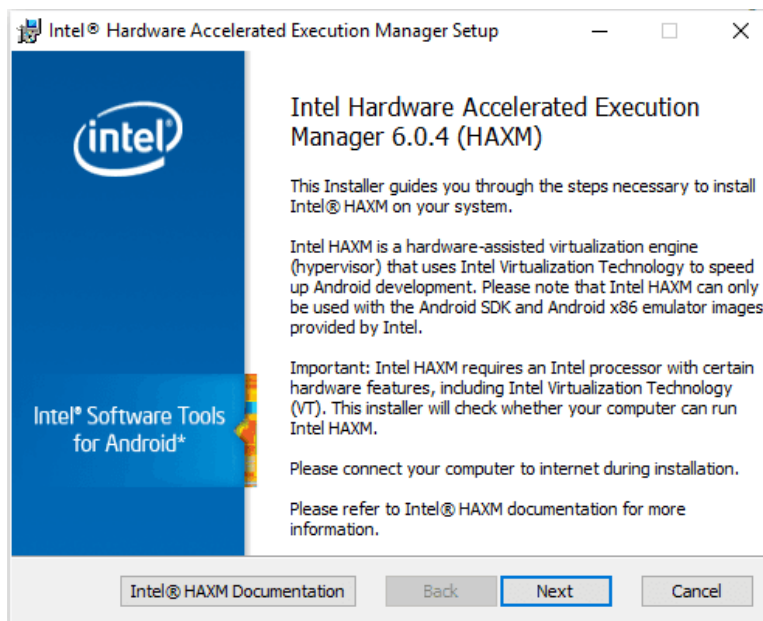 Intel® Hardware Accelerated Execution Manager Setup
intel
Intel® Software Tools
for Android*
Intel Hardware Accelerated Execution
Manager 6.0.4 (HAXM)
This Installer guides you through the steps necessary to install
Intel® HAXM on your system.
Intel HAXM is a hardware-assisted virtualization engine
(hypervisor) that uses Intel Virtualization Technology to speed
up Android development. Please note that Intel HAXM can only
be used with the Android SDK and Android x86 emulator images
provided by Intel.
Important: Intel HAXM requires an Intel processor with certain
hardware features, including Intel Virtualization Technology
(VT). This installer will check whether your computer can run
Intel HAXM.
Please connect your computer to internet during installation.
Please refer to Intel® HAXM documentation for more
information.
Intel® HAXM Documentation
Back
Next
Cancel